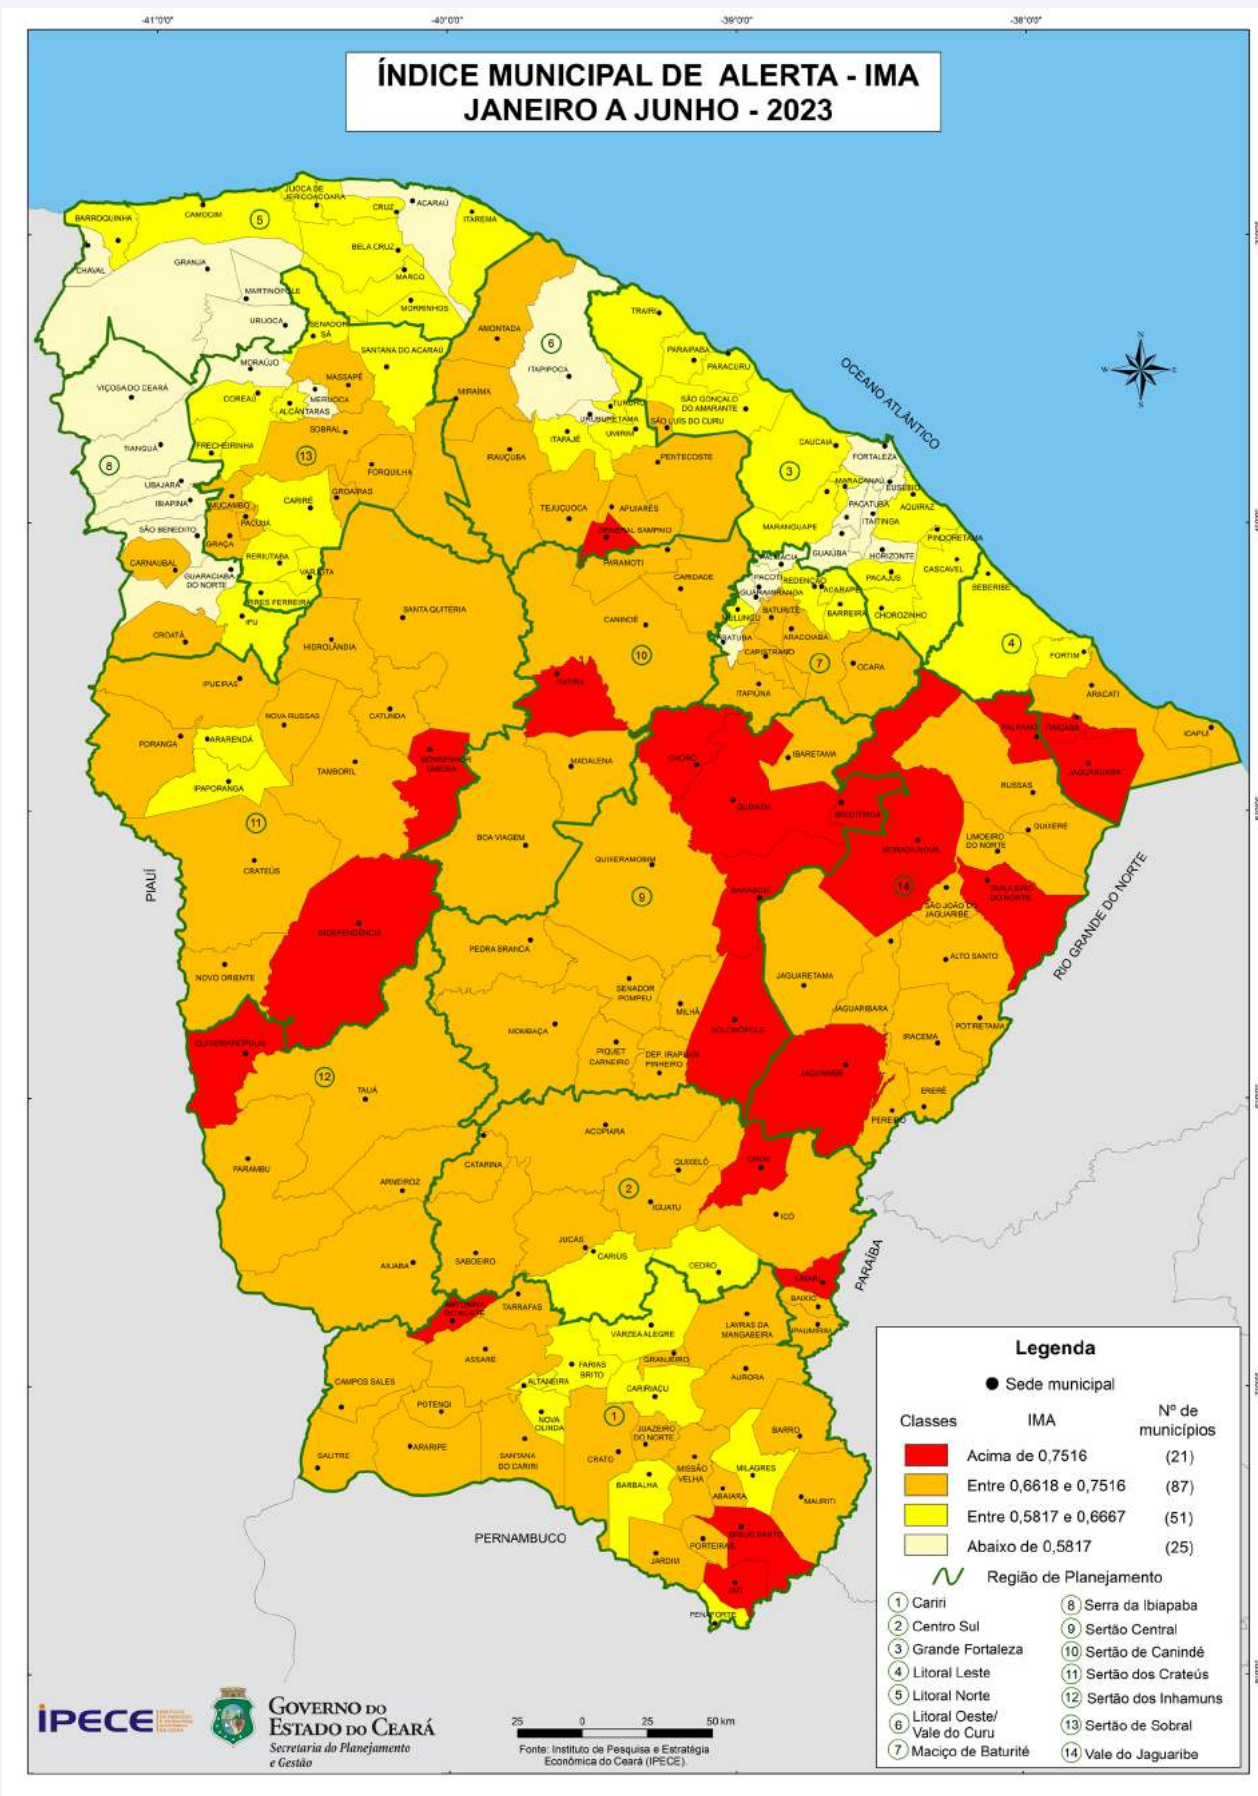 -41°0'0"
-40°0'0"
-39°0'0"
-38°0'0"
ÍNDICE MUNICIPAL DE ALERTA - IMA
JANEIRO A JUNHO - 2023
JIJOCA DE
JERICOACOARA
BARROQUINHA
CAMOCIM
5
CRUZ
ACARAÚ
ITAREMA
CHAVAL
GRANJA
BELA CRUZ
MARCO
MARTINÓPOLE
MORRINHOS
URUOCA
SENADOR
SÁ
AMONTADA
TRAIRI
N
W
E
S
6
MORAÚJO
SANTANA DO ACARAÚ
PARAIPABA
PARACURU
ITAPIPOCA
OCEANO ATLÂNTICO
VIÇOSA DO CEARÁ
MASSAPÊ
MIRAÍMA
COREAÚ
MERUOCA
ALCÂNTARAS
SÃO GONÇALO
DO AMARANTE
TURURU
URUBURETAMA
SÃO LUÍS DO CURU
UMIRIM
ITAPAJÉ
SOBRAL
TIANGUÁ
FRECHEIRINHA
CAUCAIA
FORTALEZA
8
13
IRAUÇUBA
PENTECOSTE
3
FORQUILHA
UBAJARA
MARACANAÚ
EUSÉBIO
IBIAPINA
MUCAMBO
CARIRÉ
GROAÍRAS
TEJUÇUOCA
APUIARÉS
PACATUBA
AQUIRAZ
ITAITINGA
PACUJÁ
SÃO BENEDITO
GENERAL SAMPAIO
MARANGUAPE
PINDORETAMA
GRAÇA
GUAIÚBA
HORIZONTE
CARNAUBAL
RERIUTABA
PARAMOTI
PALMÁCIA
CASCAVEL
GUARACIABA
DO NORTE
VARJOTA
CARIDADE
PACOTI
PACAJUS
REDENÇÃO
ACARAPE
BEBERIBE
GUARAMIRANGA
PIRES FERREIRA
SANTA QUITÉRIA
CANINDÉ
MULUNGU
BATURITÉ
BARREIRA
CHOROZINHO
IPU
CROATÁ
HIDROLÂNDIA
ARATUBA
ARACOIABA
4
10
CAPISTRANO
7
OCARA
FORTIM
IPUEIRAS
ITATIRA
ITAPIÚNA
ARACATI
NOVA RUSSAS
CATUNDA
PALHANO
ITAIÇABA
ICAPUÍ
PORANGA
ARARENDÁ
MONSENHOR
TABOSA
MADALENA
CHORÓ
IBARETAMA
TAMBORIL
JAGUARUANA
IPAPORANGA
RUSSAS
QUIXADÁ
IBICUITINGA
11
BOA VIAGEM
QUIXERÉ
LIMOEIRO
DO NORTE
MORADA NOVA
CRATEÚS
QUIXERAMOBIM
PIAUÍ
14
BANABUIÚ
TABULEIRO
DO NORTE
9
SÃO JOÃO DO
JAGUARIBE
RIO GRANDE DO NORTE
INDEPENDÊNCIA
PEDRA BRANCA
ALTO SANTO
NOVO ORIENTE
JAGUARETAMA
SENADOR
POMPEU
MILHÃ
JAGUARIBARA
SOLONÓPOLE
POTIRETAMA
MOMBAÇA
IRACEMA
QUITERIANÓPOLIS
PIQUET
CARNEIRO
DEP. IRAPUAN
PINHEIRO
JAGUARIBE
12
TAUÁ
ERERÊ
PEREIRO
ACOPIARA
PARAMBU
CATARINA
QUIXELÔ
ORÓS
ARNEIROZ
2
IGUATU
ICÓ
JUCÁS
CARIÚS
AIUABA
SABOEIRO
CEDRO
PARAÍBA
UMARI
ANTONINA
DO NORTE
TARRAFAS
BAIXIO
LAVRAS DA
MANGABEIRA
IPAUMIRIM
VÁRZEA ALEGRE
ASSARÉ
GRANJEIRO
FARIAS
BRITO
CAMPOS SALES
ALTANEIRA
AURORA
CARIRIAÇU
POTENGI
NOVA
OLINDA
1
JUAZEIRO
DO NORTE
BARRO
ARARIPE
SALITRE
SANTANA
DO CARIRI
CRATO
MISSÃO
VELHA
MILAGRES
BARBALHA
ABAIARA
MAURITI
BREJO SANTO
PERNAMBUCO
PORTEIRAS
JARDIM
JATI
PENAFORTE
Legenda
Sede municipal
Classes IMA Nº de
municípios
Acima de 0,7516 (21)
Entre 0,6618 e 0,7516 (87)
Entre 0,5817 e 0,6667 (51)
Abaixo de 0,5817 (25)
Região de Planejamento
1 Cariri
2 Centro Sul
3 Grande Fortaleza
4 Litoral Leste
5 Litoral Norte
6 Litoral Oeste/
Vale do Curu
7 Maciço de Baturité
8 Serra da Ibiapaba
9 Sertão Central
10 Sertão de Canindé
11 Sertão dos Crateús
12 Sertão dos Inhamuns
13 Sertão de Sobral
14 Vale do Jaguaribe
iPECE
GOVERNO DO
ESTADO DO CEARÁ
Secretaria do Planejamento
e Gestão
25 0 25 50 km
Fonte: Instituto de Pesquisa e Estratégia
Econômica do Ceará (IPECE).